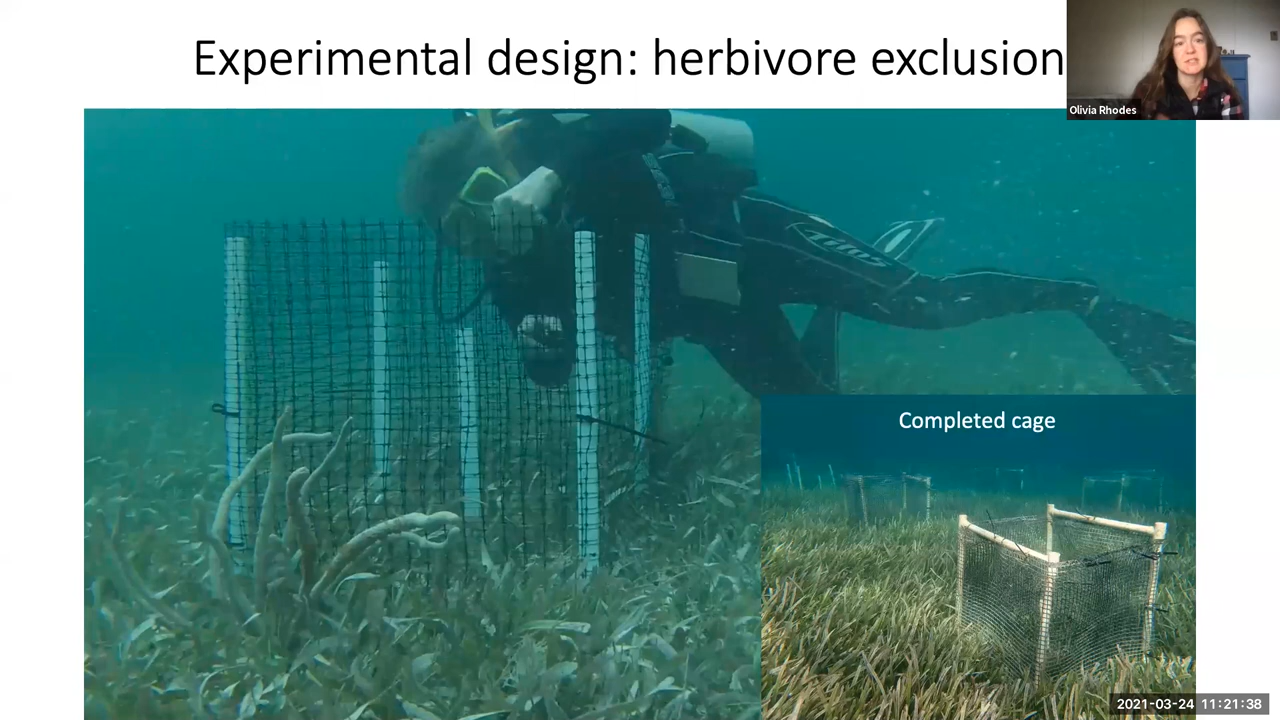 Experimental design: herbivore exclusion
Olivia Rhodes
Completed cage
2021-03-24 11:21:38